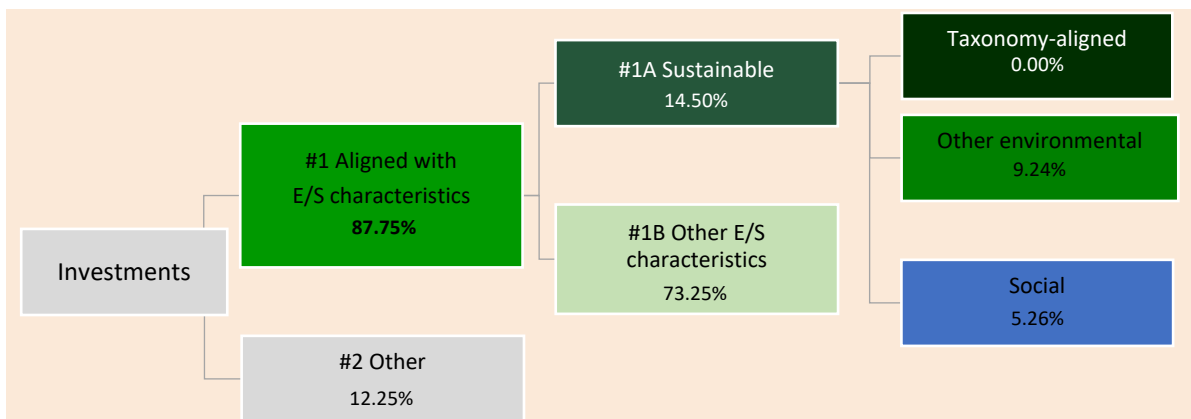 Investments
#1 Aligned with
E/S characteristics
87.75%
#2 Other
12.25%
#1A Sustainable
14.50%
#1B Other E/S
characteristics
73.25%
Taxonomy-aligned
0.00%
Other environmental
9.24%
Social
5.26%